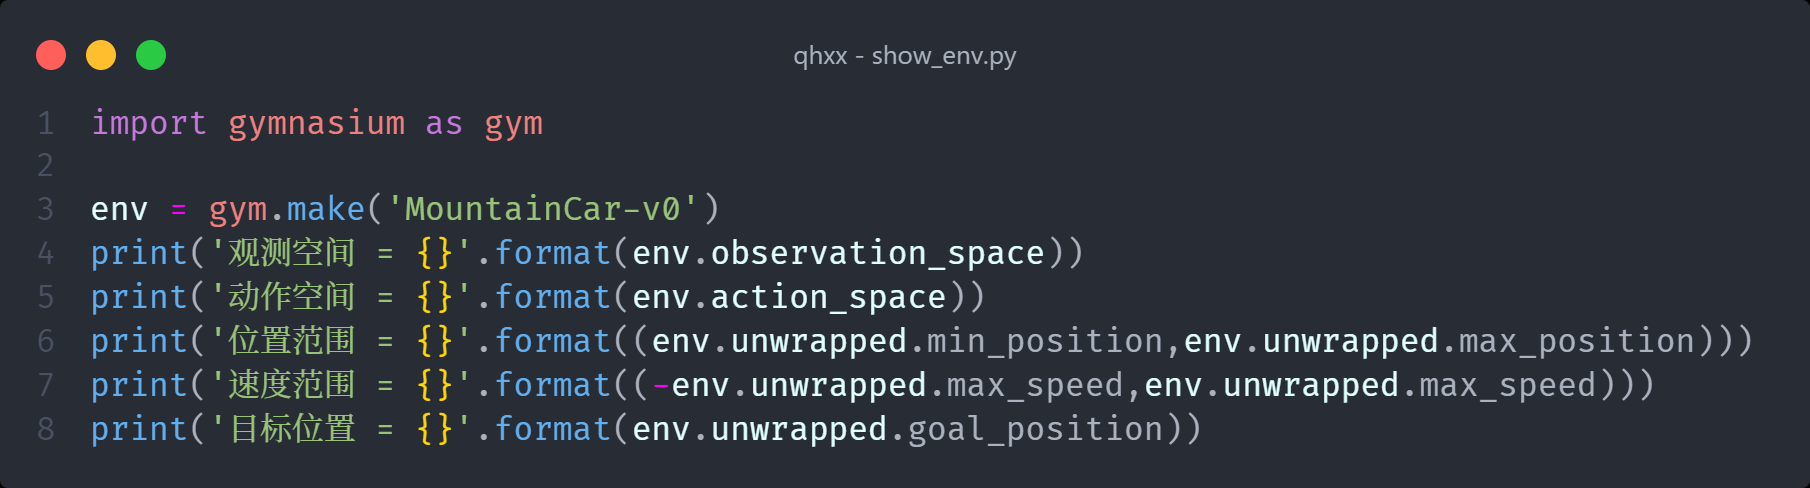 qhxx - show_env.py
1 import gymnasium as gym
2
3 env = gym.make('MountainCar-v0')
4 print('观测空间 = {}'.format(env.observation_space))
5 print('动作空间 = {}'.format(env.action_space))
6 print('位置范围 = {}'.format((env.unwrapped.min_position,env.unwrapped.max_position)))
7 print('速度范围 = {}'.format((-env.unwrapped.max_speed,env.unwrapped.max_speed)))
8 print('目标位置 = {}'.format(env.unwrapped.goal_position))